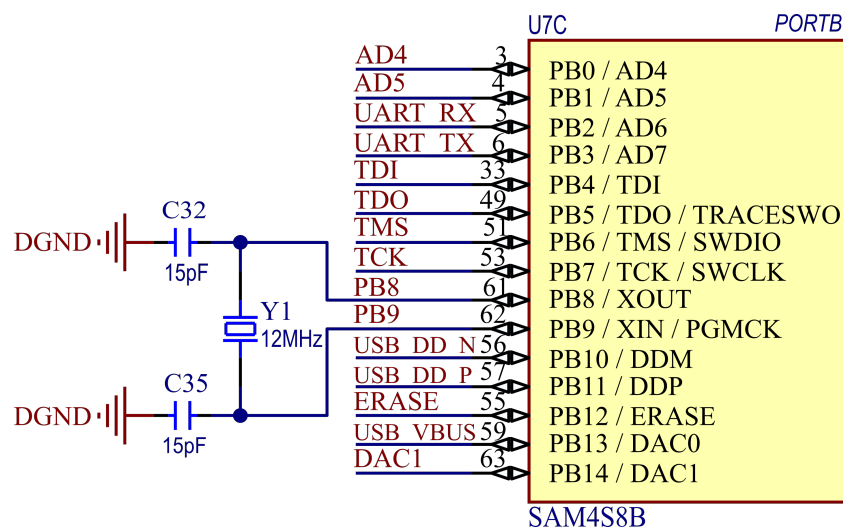 U7C PORTB
AD4 3 PB0 / AD4
AD5 4 PB1 / AD5
UART_RX 5 PB2 / AD6
UART_TX 6 PB3 / AD7
TDI 33 PB4 / TDI
TDO 49 PB5 / TDO / TRACESWO
TMS 51 PB6 / TMS / SWDIO
TCK 53 PB7 / TCK / SWCLK
PB8 61 PB8 / XOUT
PB9 62 PB9 / XIN / PGMCK
USB_DD_N 56 PB10 / DDM
USB_DD_P 57 PB11 / DDP
ERASE 55 PB12 / ERASE
USB_VBUS 59 PB13 / DAC0
DAC1 63 PB14 / DAC1
SAM4S8B
C32
DGND
15pF
Y1
12MHz
C35
DGND
15pF